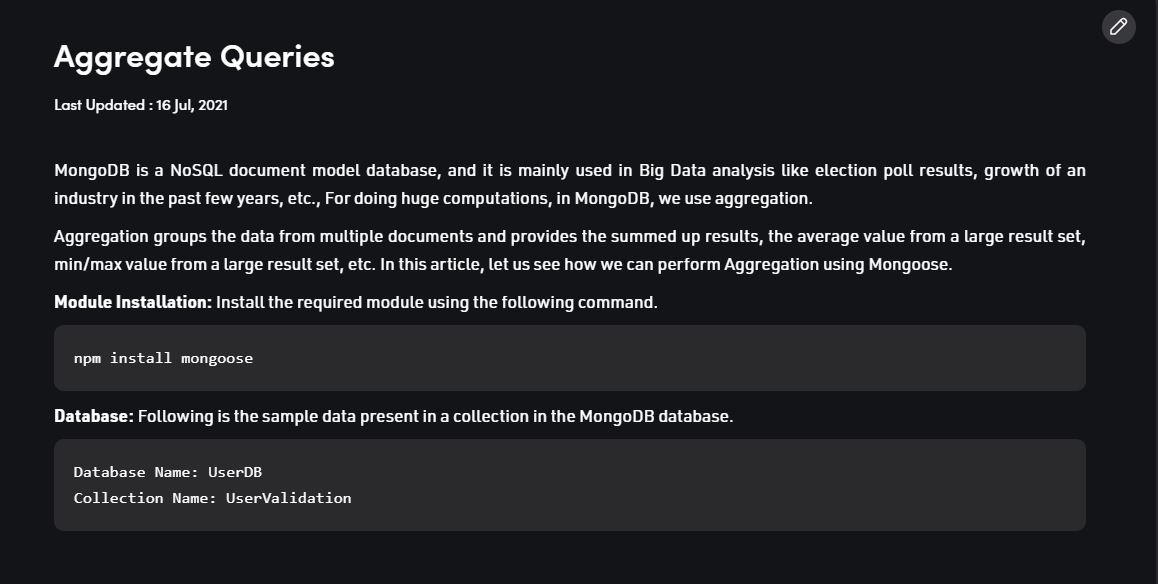 Aggregate Queries
Last Updated : 16 Jul, 2021
MongoDB is a NoSQL document model database, and it is mainly used in Big Data analysis like election poll results, growth of an
industry in the past few years, etc., For doing huge computations, in MongoDB, we use aggregation.
Aggregation groups the data from multiple documents and provides the summed up results, the average value from a large result set,
min/max value from a large result set, etc. In this article, let us see how we can perform Aggregation using Mongoose.
Module Installation: Install the required module using the following command.
npm install mongoose
Database: Following is the sample data present in a collection in the MongoDB database.
Database Name: UserDB
Collection Name: UserValidation